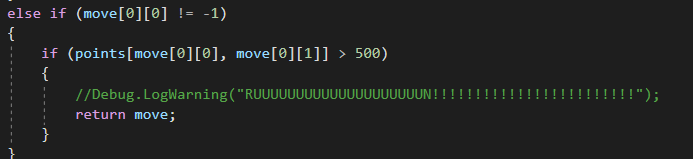 else if (move[0][0] != -1)
{
if (points[move[0][0], move[0][1]] > 500)
{
//Debug.LogWarning("RUUUUUUUUUUUUUUUUUUUUN!!!!!!!!!!!!!!!!!!!!!!!!");
return move;
}
}